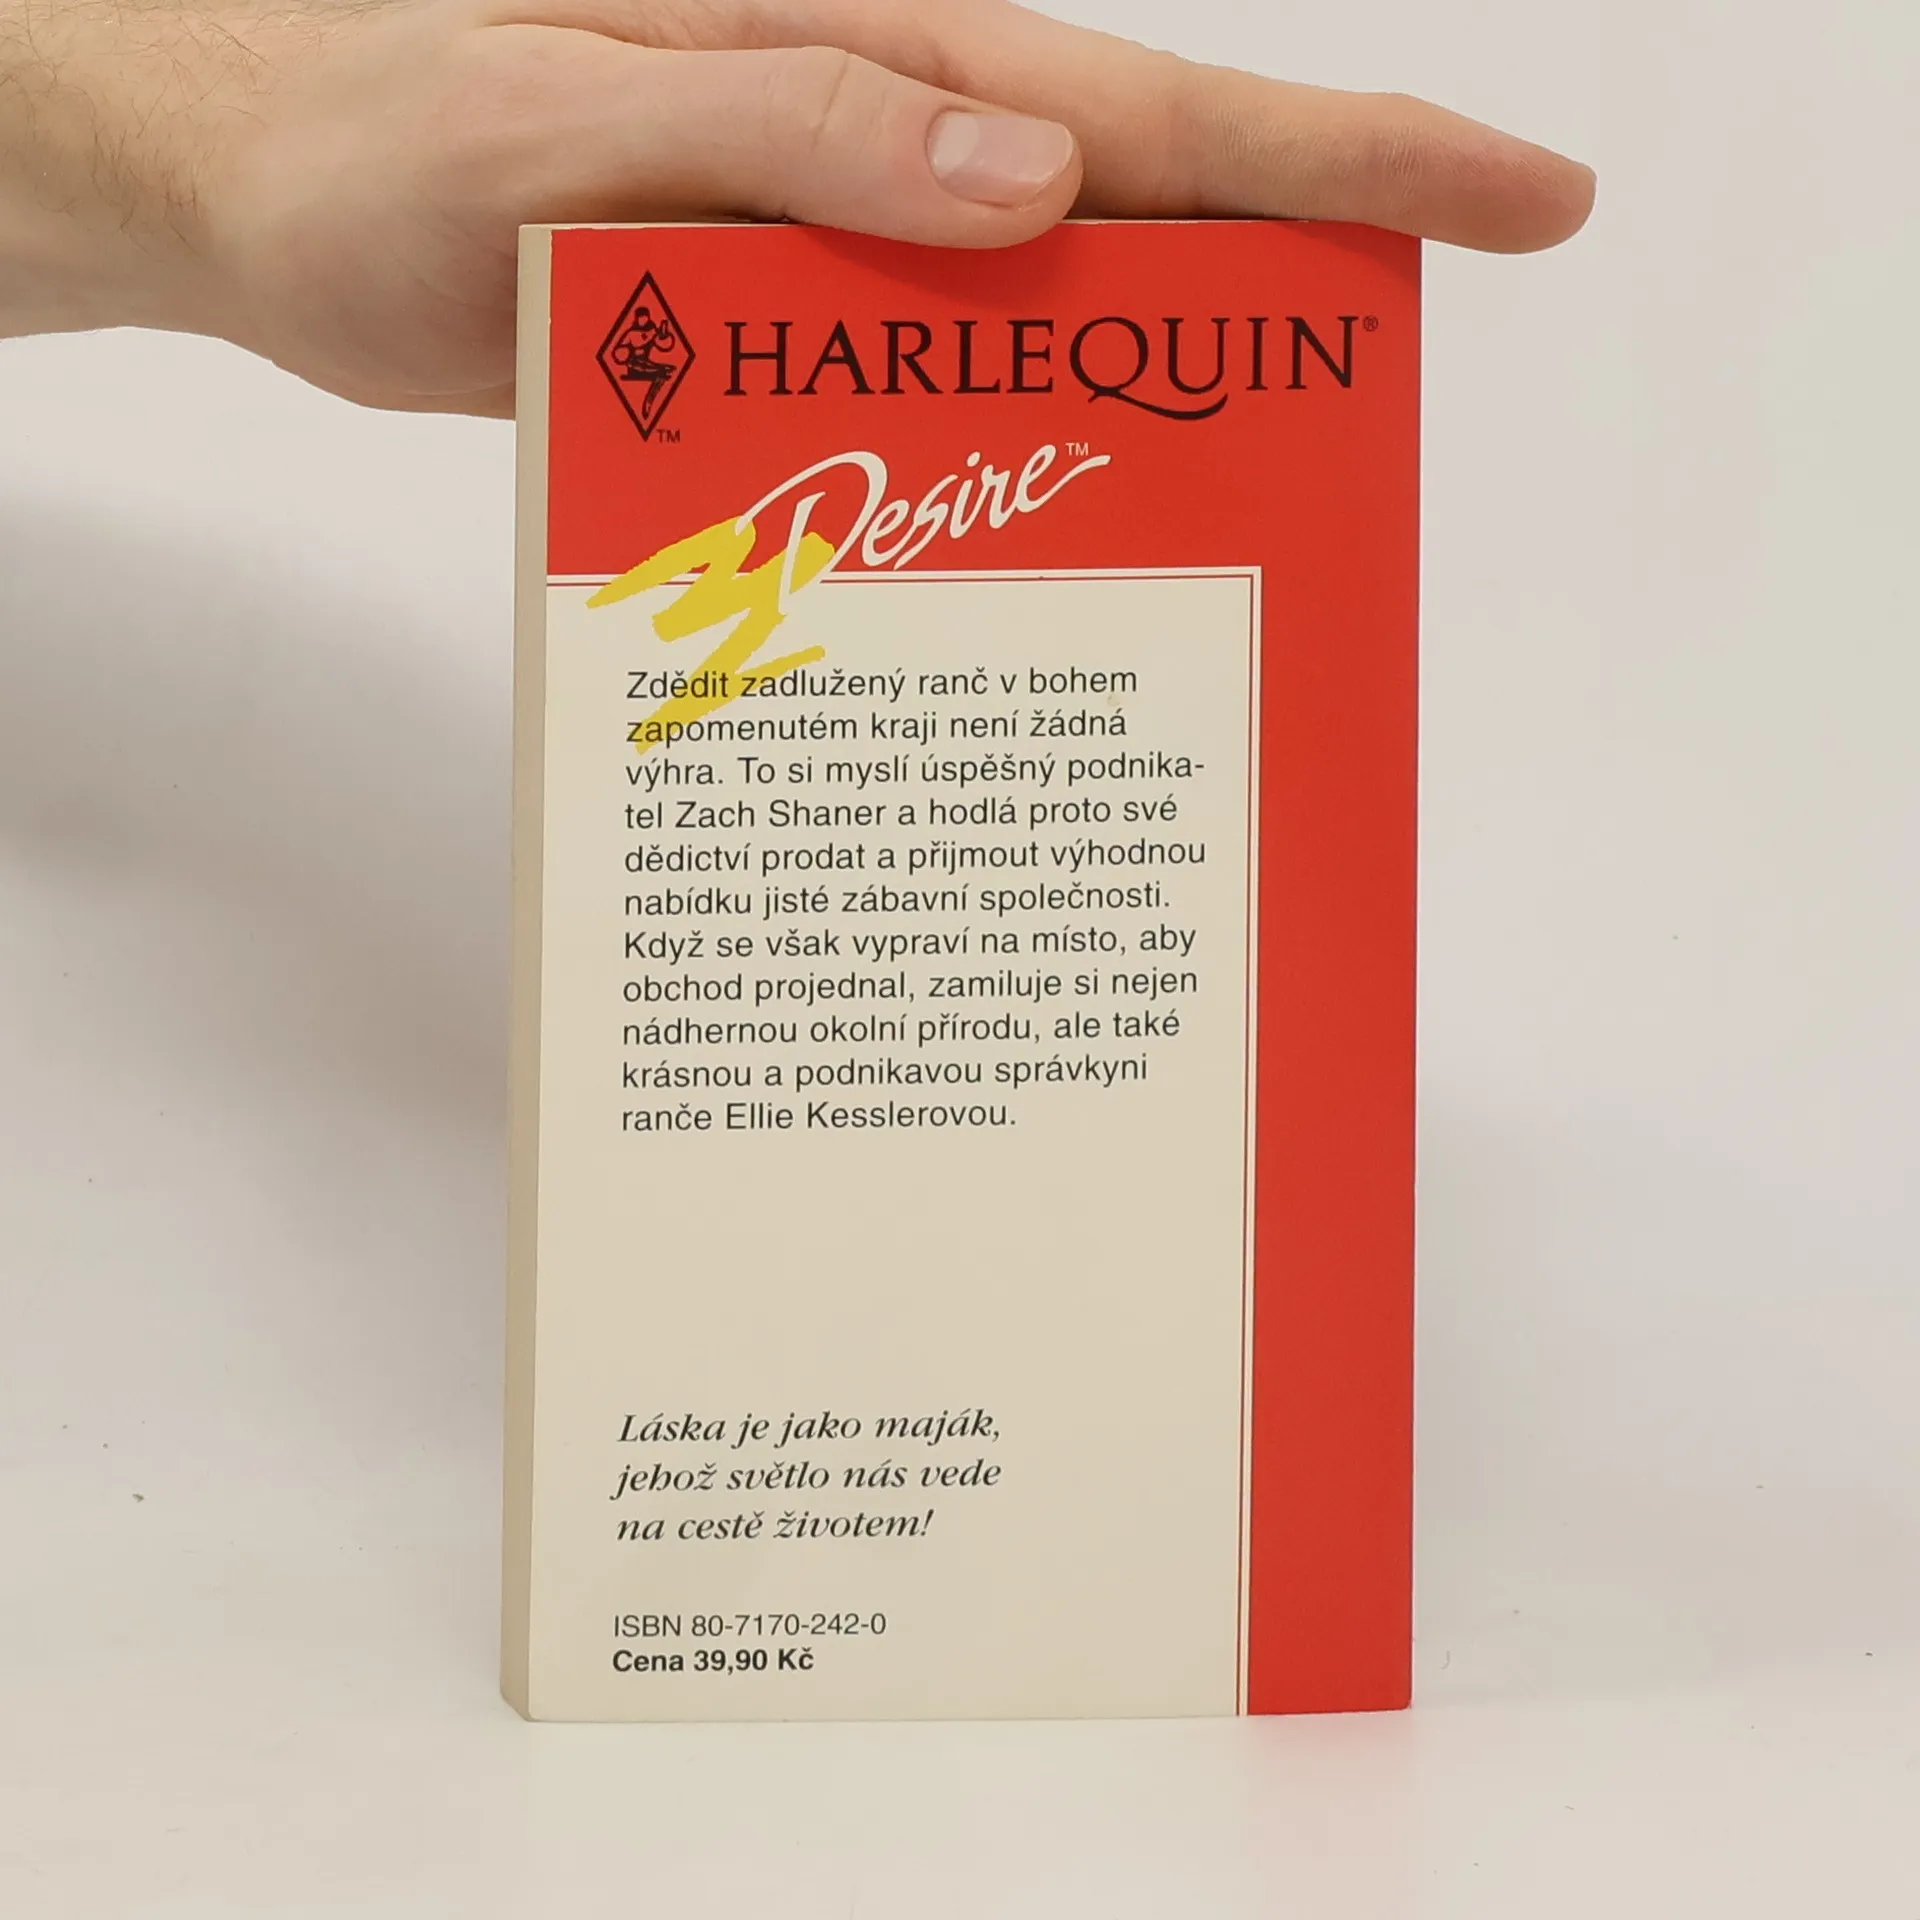 HARLEQUIN®
TM
Desire™
Zdědit zadlužený ranč v bohem
zapomenutém kraji není žádná
výhra. To si myslí úspěšný podnika-
tel Zach Shaner a hodlá proto své
dědictví prodat a přijmout výhodnou
nabídku jisté zábavní společnosti.
Když se však vypraví na místo, aby
obchod projednal, zamiluje si nejen
nádhernou okolní přírodu, ale také
krásnou a podnikavou správkyni
ranče Ellie Kesslerovou.
Láska je jako maják,
jehož světlo nás vede
na cestě životem!
ISBN 80-7170-242-0
Cena 39,90 Kč